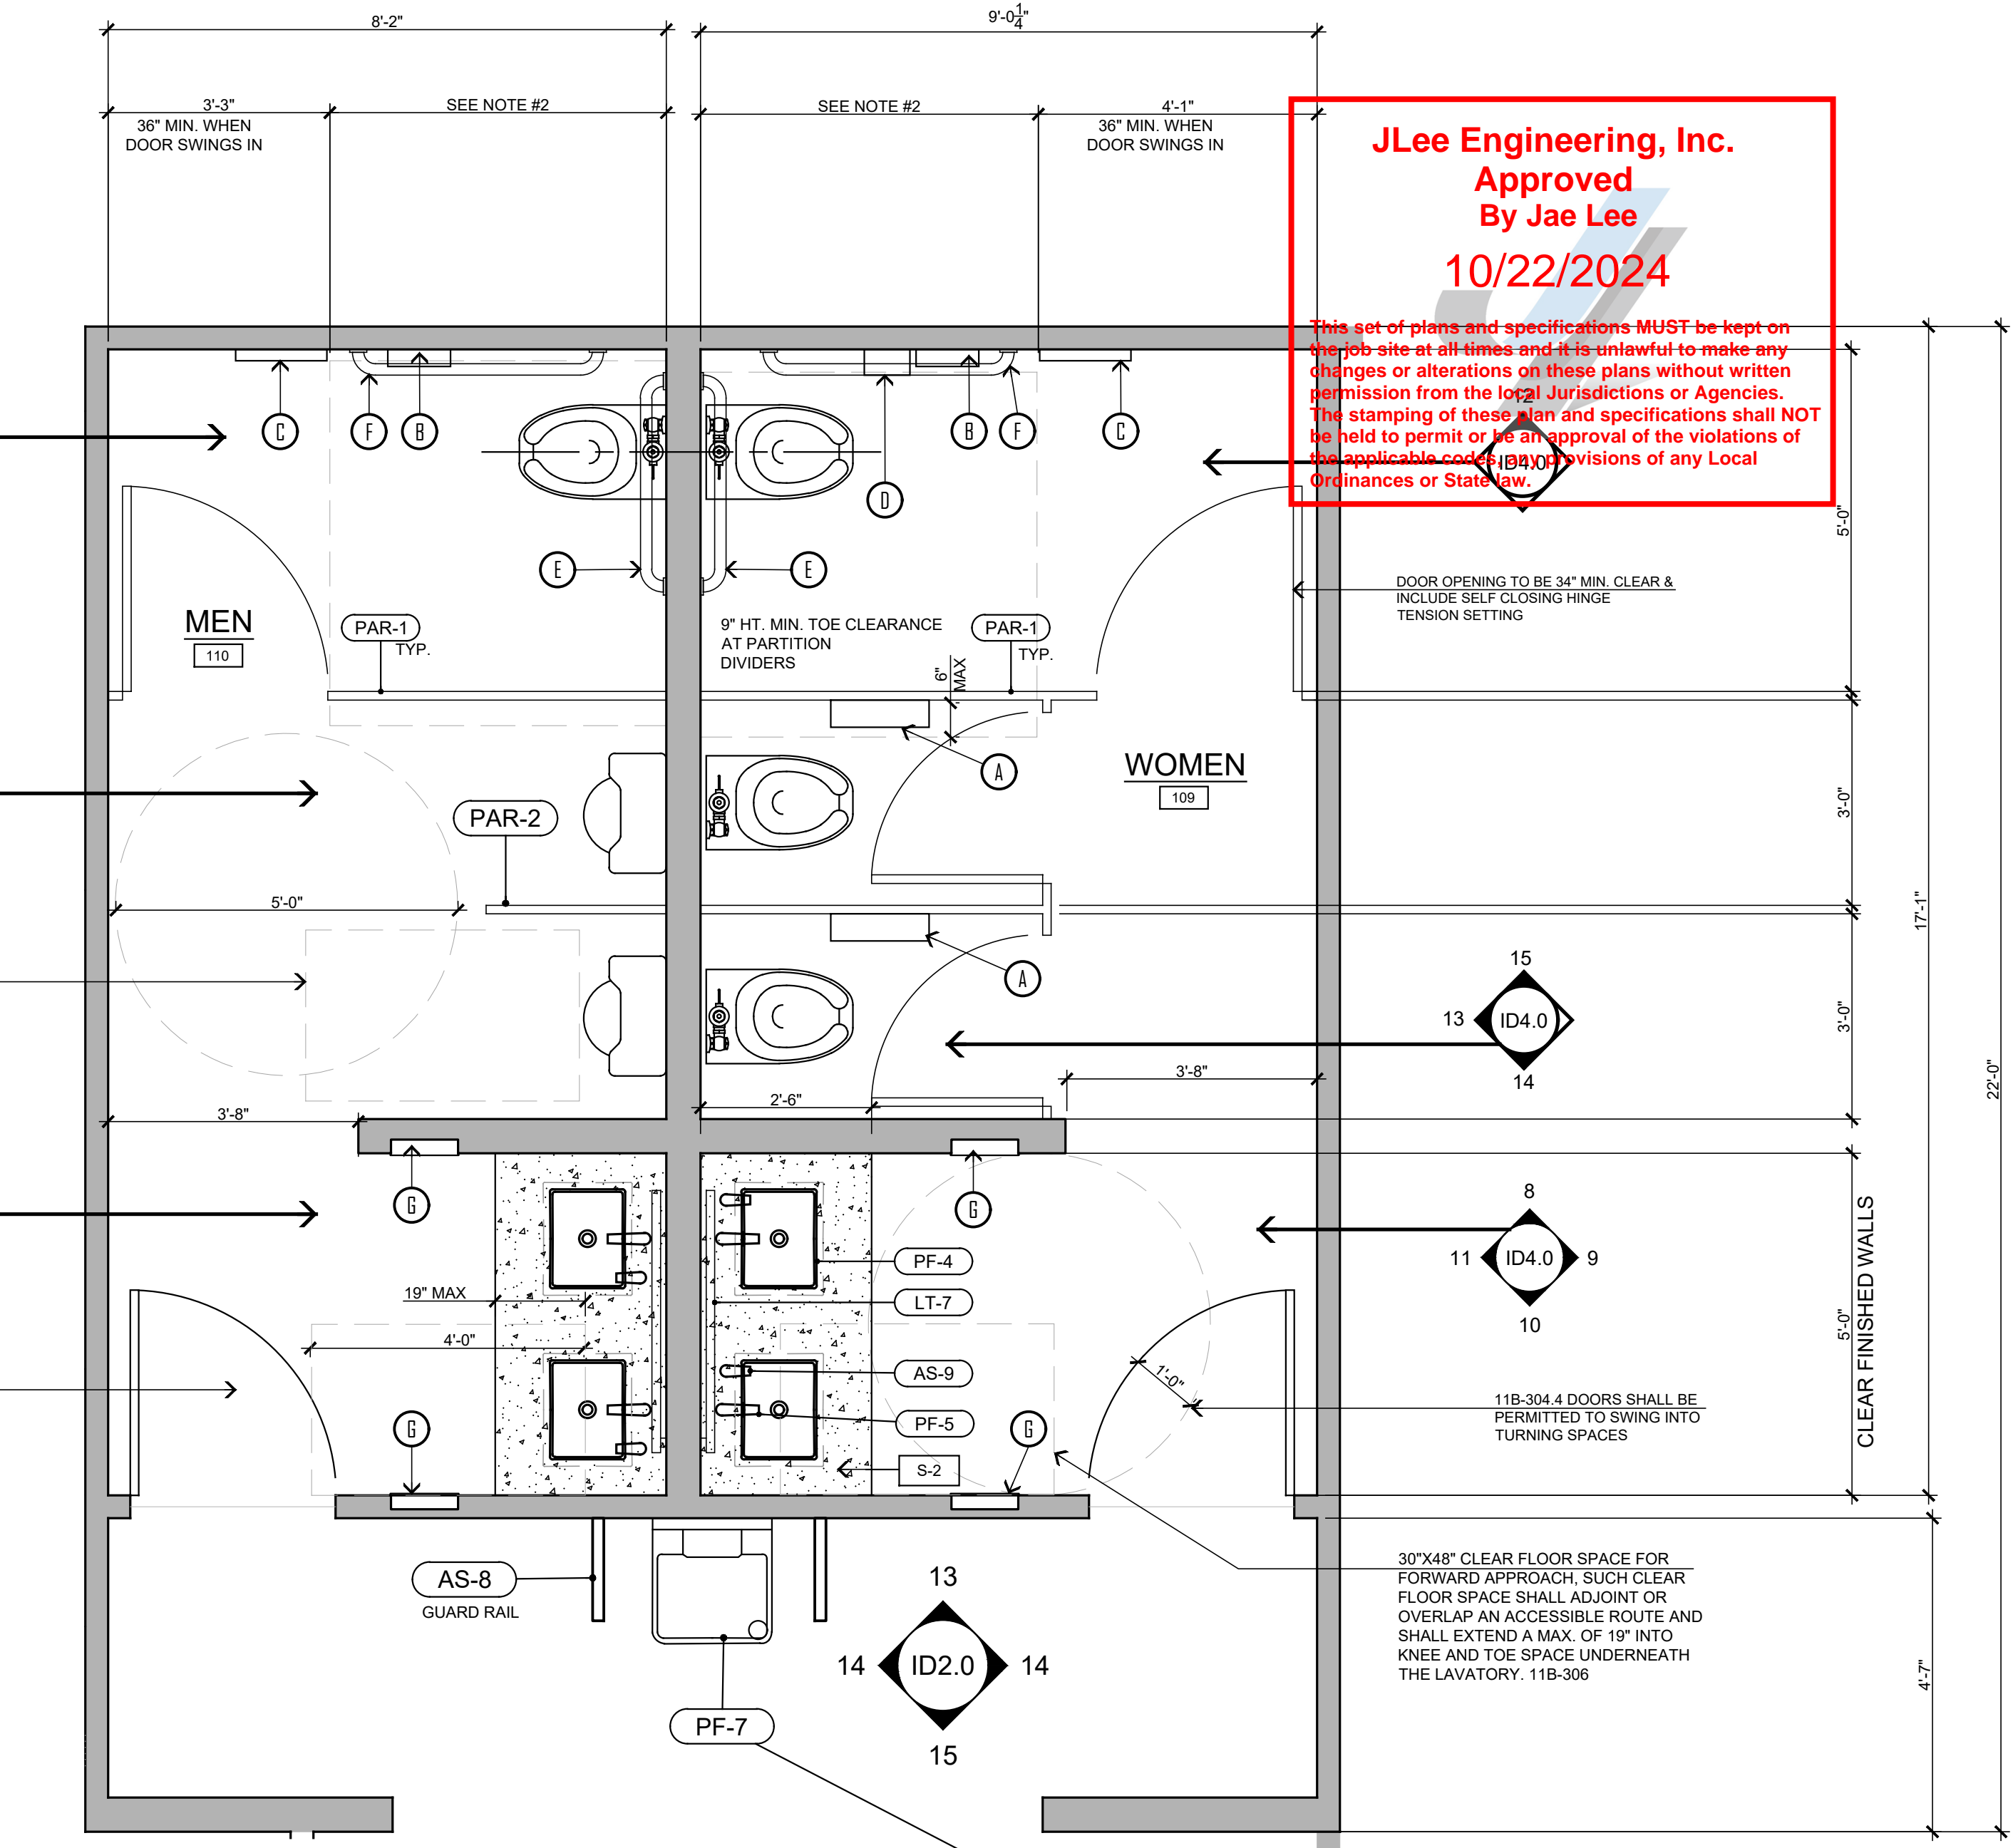 8'-2"
9'-0 1/4"
3'-3"
36" MIN. WHEN
DOOR SWINGS IN
SEE NOTE #2
SEE NOTE #2
4'-1"
36" MIN. WHEN
DOOR SWINGS IN
JLee Engineering, Inc.
Approved
By Jae Lee
10/22/2024
This set of plans and specifications MUST be kept on
the job site at all times and it is unlawful to make any
changes or alterations on these plans without written
permission from the local Jurisdictions or Agencies.
The stamping of these plan and specifications shall NOT
be held to permit or be an approval of the violations of
the applicable codes, any provisions of any Local
Ordinances or State law.
12
ID4.0
C
F
B
B
F
C
D
E
E
5'-0"
DOOR OPENING TO BE 34" MIN. CLEAR &
INCLUDE SELF CLOSING HINGE
TENSION SETTING
MEN
110
PAR-1
TYP.
9" HT. MIN. TOE CLEARANCE
AT PARTITION
DIVIDERS
PAR-1
TYP.
6"
MAX
A
WOMEN
109
PAR-2
3'-0"
5'-0"
17'-1"
A
15
13
ID4.0
14
3'-0"
22'-0"
3'-8"
2'-6"
3'-8"
G
G
8
11
ID4.0
9
10
PF-4
LT-7
19" MAX
4'-0"
AS-9
PF-5
S-2
G
G
1'-0"
5'-0"
CLEAR FINISHED WALLS
11B-304.4 DOORS SHALL BE
PERMITTED TO SWING INTO
TURNING SPACES
AS-8
GUARD RAIL
13
14
ID2.0
14
15
PF-7
30"X48" CLEAR FLOOR SPACE FOR
FORWARD APPROACH, SUCH CLEAR
FLOOR SPACE SHALL ADJOINT OR
OVERLAP AN ACCESSIBLE ROUTE AND
SHALL EXTEND A MAX. OF 19" INTO
KNEE AND TOE SPACE UNDERNEATH
THE LAVATORY. 11B-306
4'-7"